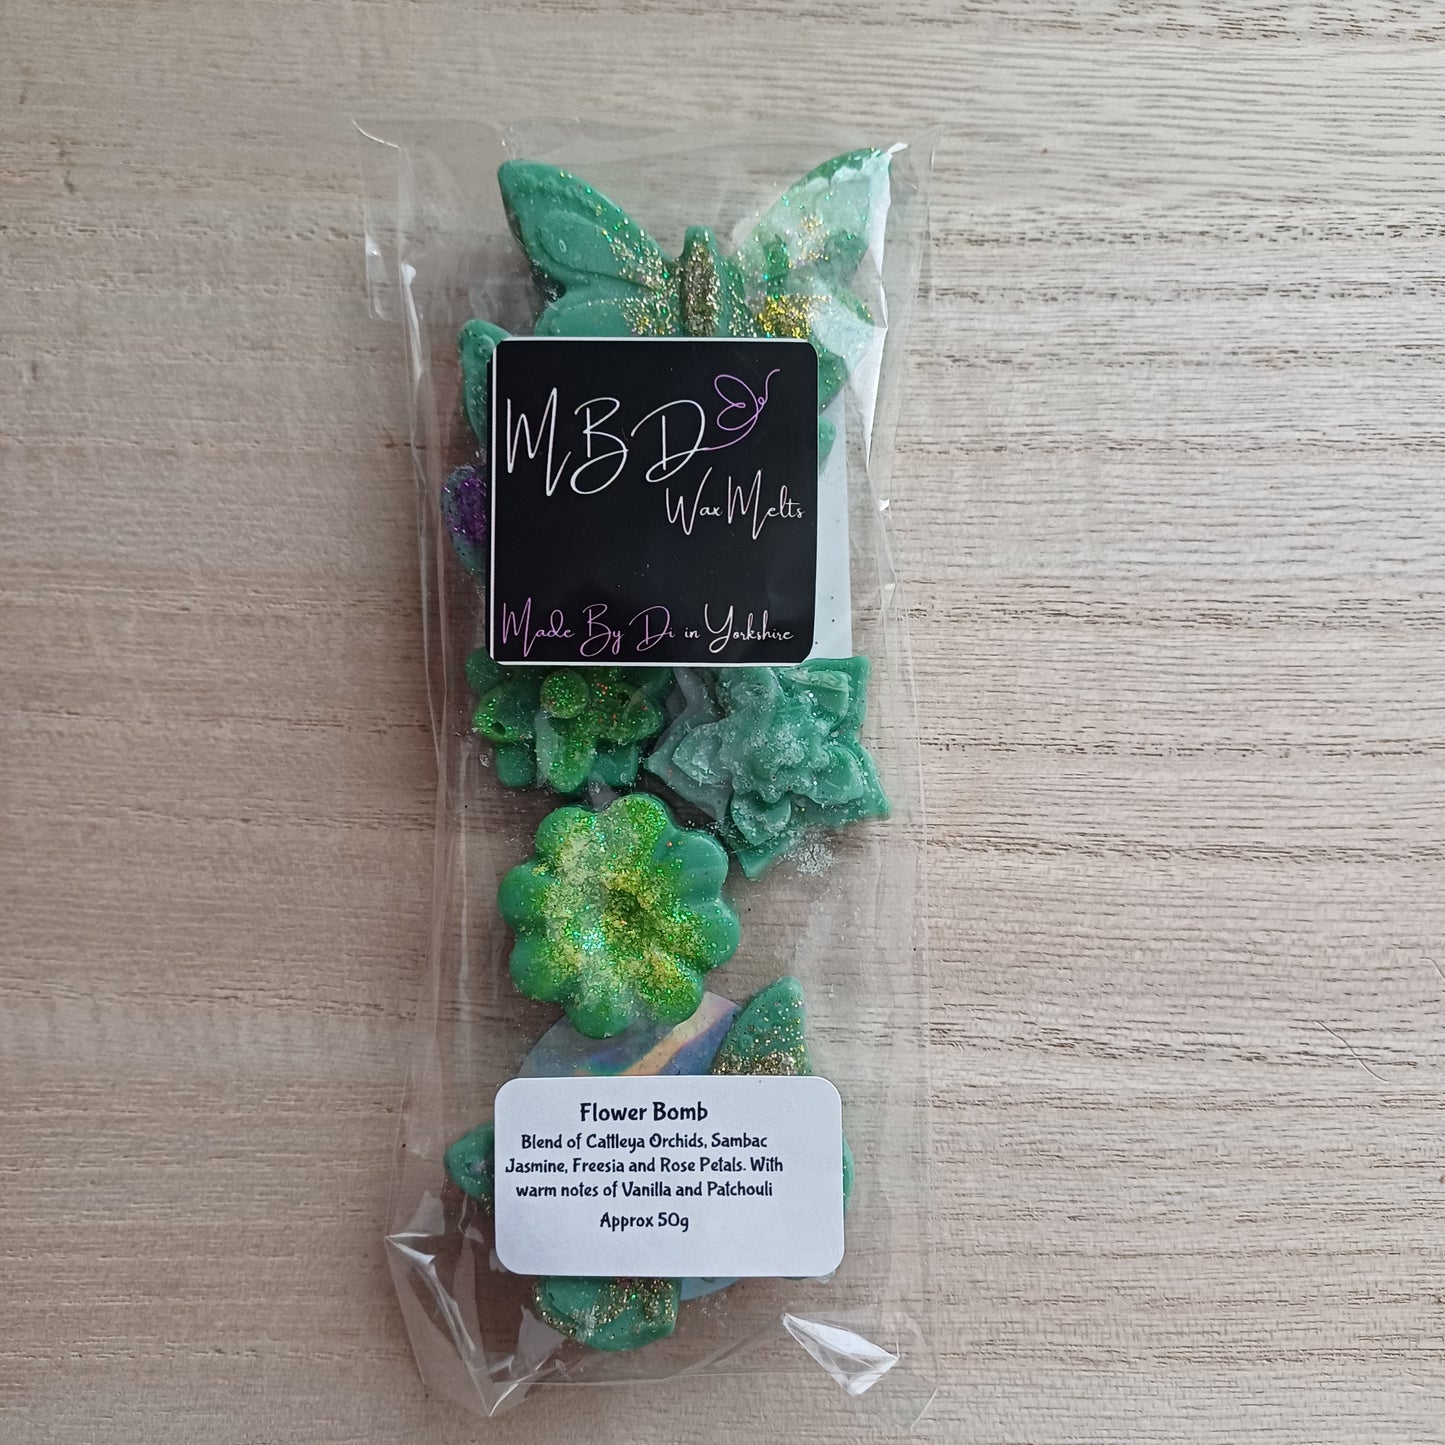 MBD
Wax Melts
Made By Di in Yorkshire
Flower Bomb
Blend of Cattleya Orchids, Sambac
Jasmine, Freesia and Rose Petals. With
warm notes of Vanilla and Patchouli
Approx 50g